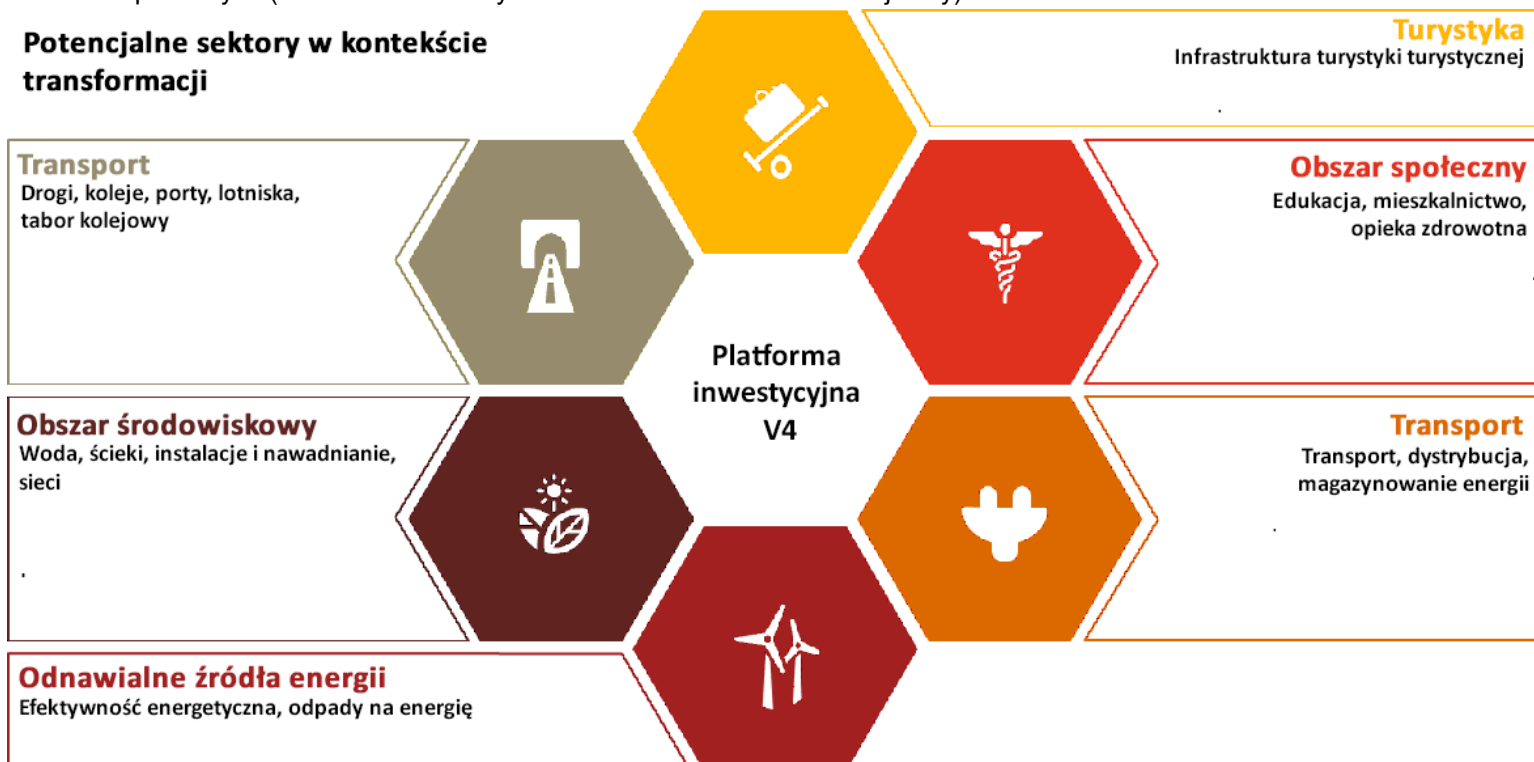 Potencjalne sektory w kontekście
transformacji
Turystyka
Infrastruktura turystyki turystycznej
.
Transport
Drogi, koleje, porty, lotniska,
tabor kolejowy
Obszar społeczny
Edukacja, mieszkalnictwo,
opieka zdrowotna
.
Platforma
inwestycyjna
V4
Obszar środowiskowy
Woda, ścieki, instalacje i nawadnianie,
sieci
.
Transport
Transport, dystrybucja,
magazynowanie energii
.
Odnawialne źródła energii
Efektywność energetyczna, odpady na energię